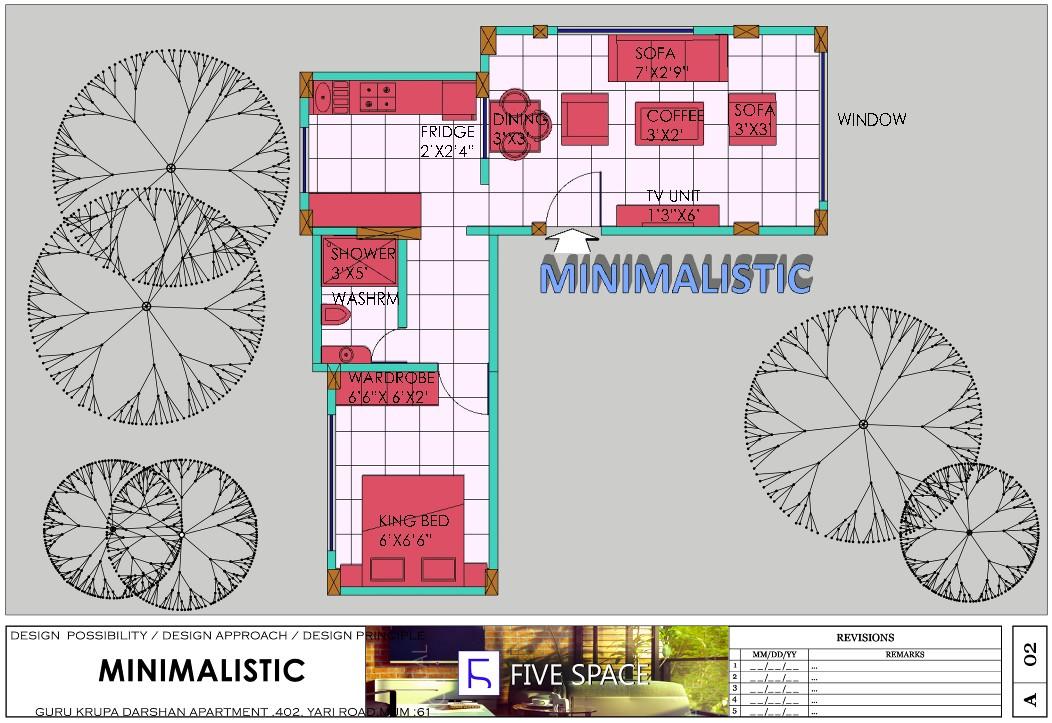 SOFA
7'X2'9"
DINING
3'X3'
COFFEE
3'X2'
SOFA
3'X3'
WINDOW
FRIDGE
2'X2'4"
TV UNIT
1'3"X6'
SHOWER
3'X5'
WASHRM
MINIMALISTIC
WARDROBE
6'6"X 6'X2'
KING BED
6'X6'6"
DESIGN POSSIBILITY / DESIGN APPROACH / DESIGN PRINCIPLE
MINIMALISTIC
GURU KRUPA DARSHAN APARTMENT .402, YARI ROAD,MUM :61
FIVE SPACE
REVISIONS
MM/DD/YY REMARKS
1 __/__/__ ...
2 __/__/__ ...
3 __/__/__ ...
4 __/__/__ ...
5 __/__/__ ...
02
A